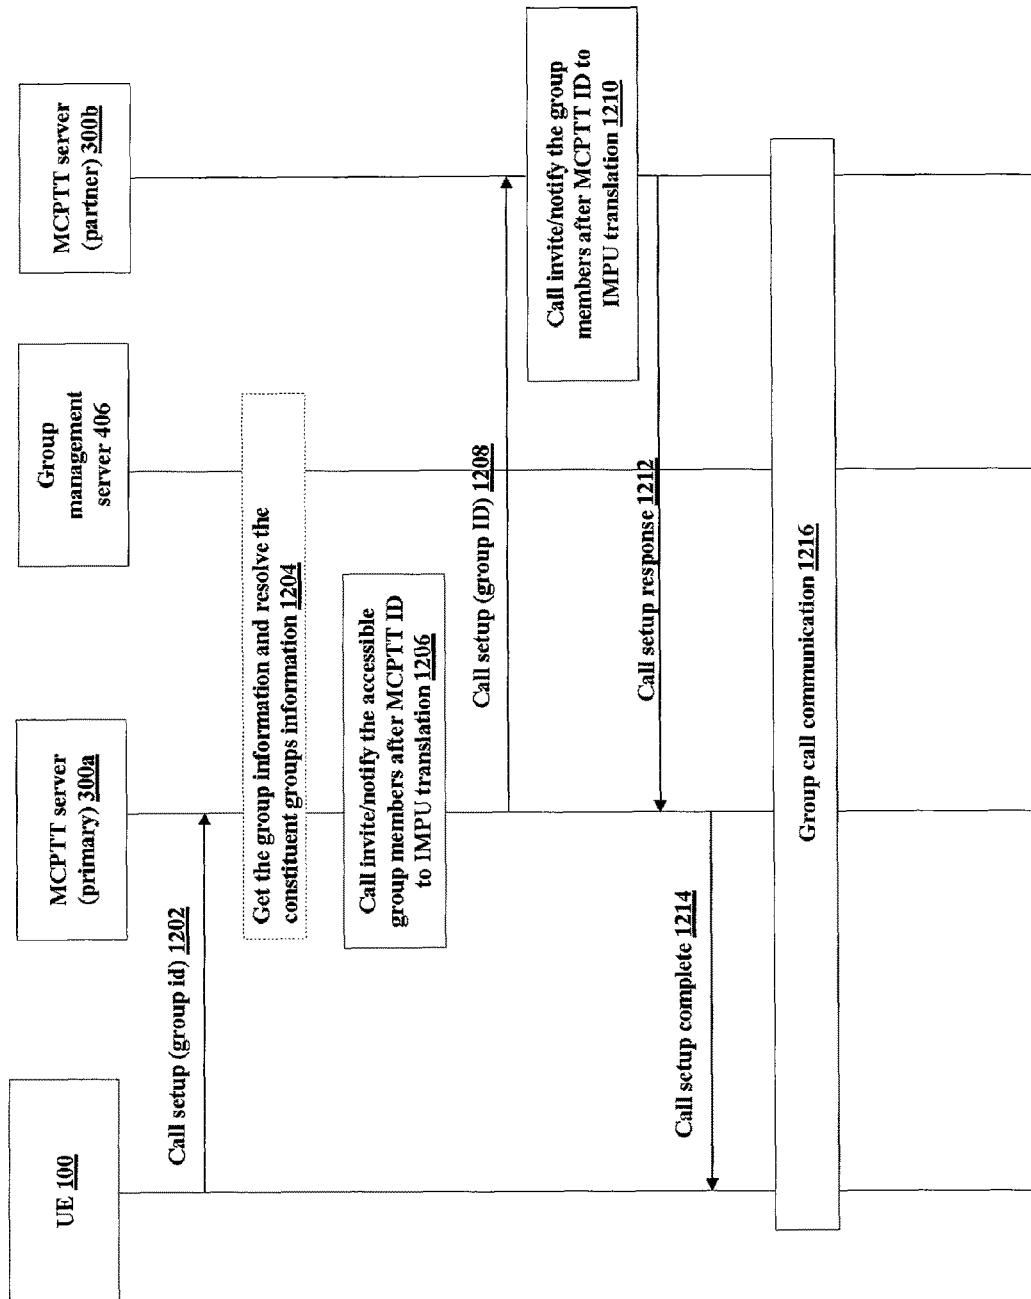 UE 100
MCPTT server
(primary) 300a
Group
management
server 406
MCPTT server
(partner) 300b
Call setup (group id) 1202
Get the group information and resolve the
constituent groups information 1204
Call invite/notify the accessible
group members after MCPTT ID
to IMPU translation 1206
Call setup (group ID) 1208
Call invite/notify the group
members after MCPTT ID to
IMPU translation 1210
Call setup response 1212
Call setup complete 1214
Group call communication 1216